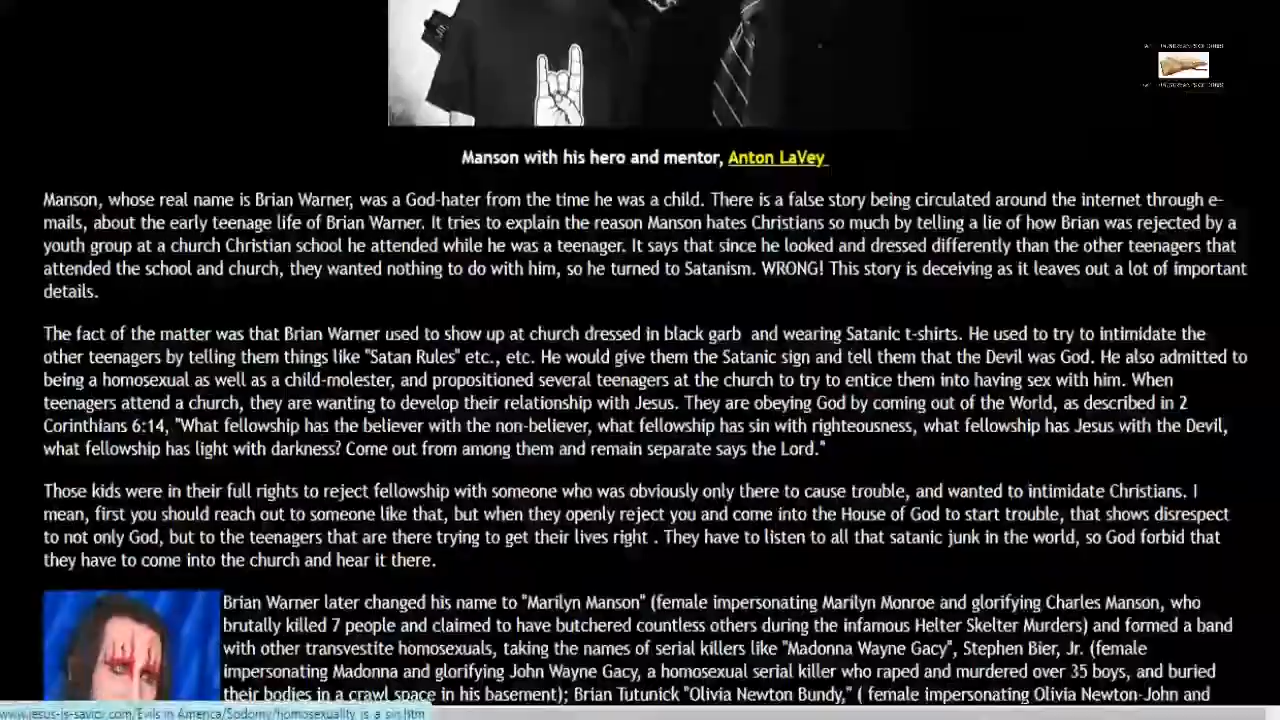 Manson with his hero and mentor, Anton LaVey
Manson, whose real name is Brian Warner, was a God-hater from the time he was a child. There is a false story being circulated around the internet through e-
mails, about the early teenage life of Brian Warner. It tries to explain the reason Manson hates Christians so much by telling a lie of how Brian was rejected by a
youth group at a church Christian school he attended while he was a teenager. It says that since he looked and dressed differently than the other teenagers that
attended the school and church, they wanted nothing to do with him, so he turned to Satanism. WRONG! This story is deceiving as it leaves out a lot of important
details.
The fact of the matter was that Brian Warner used to show up at church dressed in black garb and wearing Satanic t-shirts. He used to try to intimidate the
other teenagers by telling them things like "Satan Rules" etc., etc. He would give them the Satanic sign and tell them that the Devil was God. He also admitted to
being a homosexual as well as a child-molester, and propositioned several teenagers at the church to try to entice them into having sex with him. When
teenagers attend a church, they are wanting to develop their relationship with Jesus. They are obeying God by coming out of the World, as described in 2
Corinthians 6:14, "What fellowship has the believer with the non-believer, what fellowship has sin with righteousness, what fellowship has Jesus with the Devil,
what fellowship has light with darkness? Come out from among them and remain separate says the Lord."
Those kids were in their full rights to reject fellowship with someone who was obviously only there to cause trouble, and wanted to intimidate Christians. I
mean, first you should reach out to someone like that, but when they openly reject you and come into the House of God to start trouble, that shows disrespect
to not only God, but to the teenagers that are there trying to get their lives right . They have to listen to all that satanic junk in the world, so God forbid that
they have to come into the church and hear it there.
Brian Warner later changed his name to "Marilyn Manson" (female impersonating Marilyn Monroe and glorifying Charles Manson, who
brutally killed 7 people and claimed to have butchered countless others during the infamous Helter Skelter Murders) and formed a band
with other transvestite homosexuals, taking the names of serial killers like "Madonna Wayne Gacy", Stephen Bier, Jr. (female
impersonating Madonna and glorifying John Wayne Gacy, a homosexual serial killer who raped and murdered over 35 boys, and buried
their bodies in a crawl space in his basement); Brian Tutunick "Olivia Newton Bundy," ( female impersonating Olivia Newton-John and
www.jesus-is-savior.com/Evils in America/Sodomy/homosexuality_is_a_sin.htm